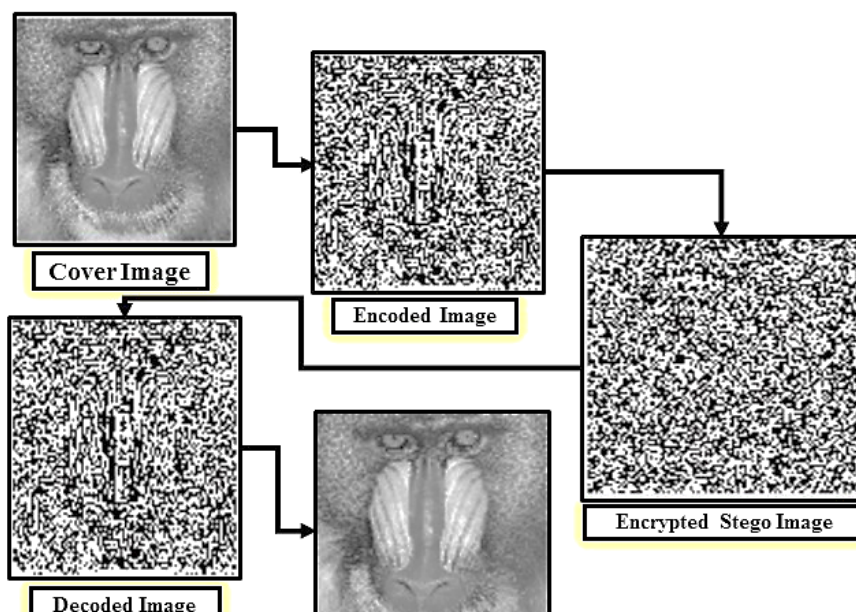 Cover Image
Encoded Image
Encrypted Stego Image
Decoded Image